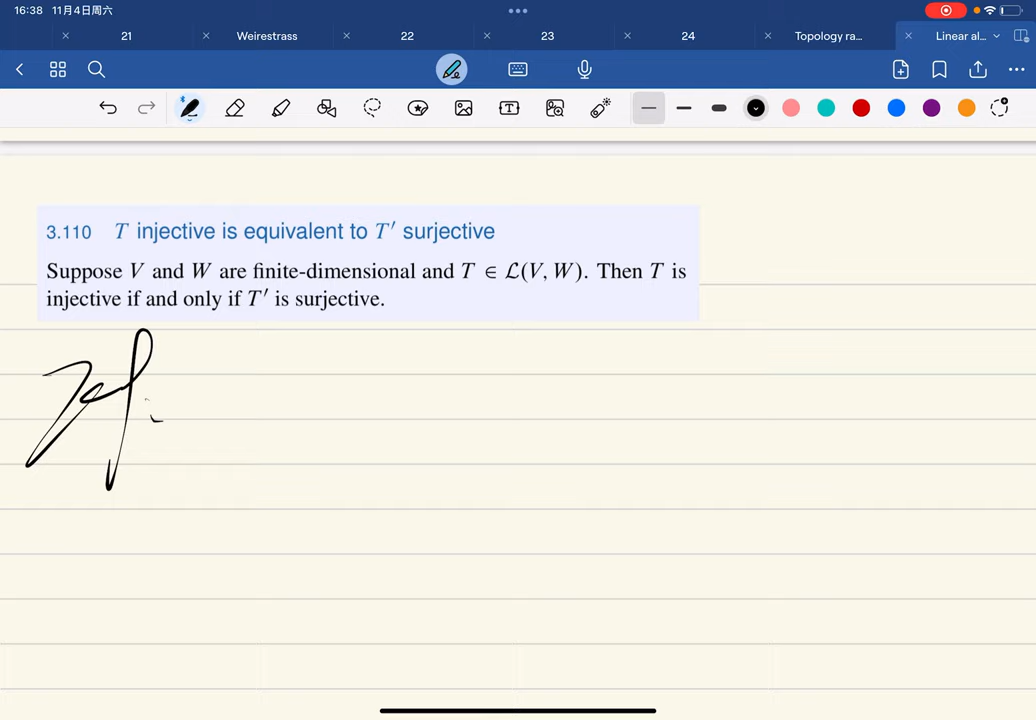 16:38 11月4日周六
21 Weirestrass 22 23 24 Topology ra... Linear al...
3.110 T injective is equivalent to T′ surjective
Suppose V and W are finite-dimensional and T ∈ ℒ(V, W). Then T is
injective if and only if T′ is surjective.